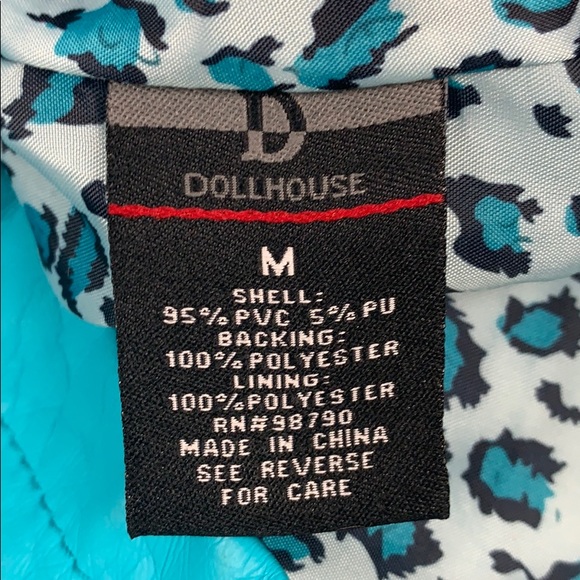 D
DOLLHOUSE
M
SHELL:
95%PVC 5%PU
BACKING:
100%POLYESTER
LINING:
100%POLYESTER
RN#98790
MADE IN CHINA
SEE REVERSE
FOR CARE